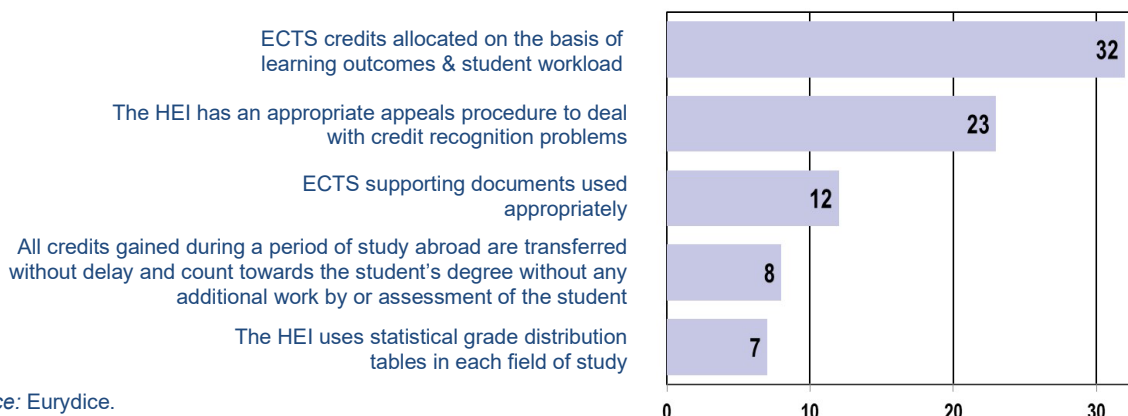 ECTS credits allocated on the basis of
learning outcomes & student workload
32
The HEI has an appropriate appeals procedure to deal
with credit recognition problems
23
ECTS supporting documents used
appropriately
12
All credits gained during a period of study abroad are transferred
without delay and count towards the student’s degree without any
additional work by or assessment of the student
8
The HEI uses statistical grade distribution
tables in each field of study
7
0 10 20 30
ce: Eurydice.